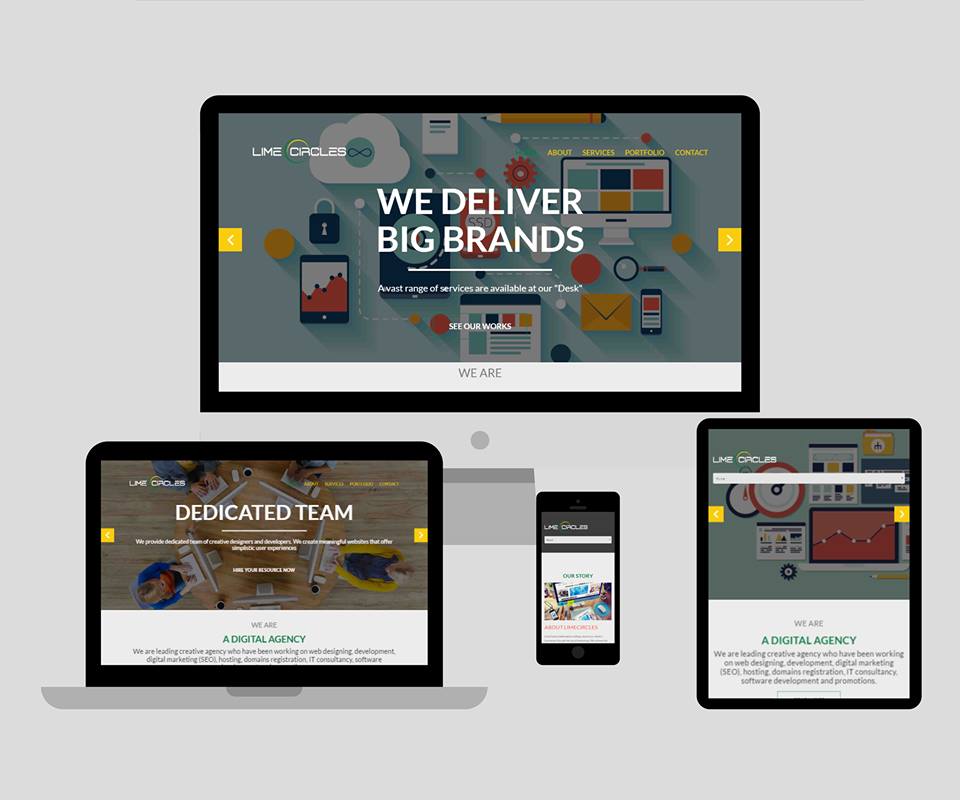 LIME CIRCLES
ABOUT SERVICES PORTFOLIO CONTACT
SSD
WE DELIVER
BIG BRANDS
A vast range of services are available at our "Desk"
SEE OUR WORKS
WE ARE
LIME CIRCLES
ABOUT SERVICES PORTFOLIO CONTACT
DEDICATED TEAM
We provide dedicated team of creative designers and developers. We create meaningful websites that offer
simplistic user experiences
HIRE YOUR RESOURCE NOW
WE ARE
A DIGITAL AGENCY
We are leading creative agency who have been working on web designing, development,
digital marketing (SEO), hosting, domains registration, IT consultancy, software
LIME CIRCLES
OUR STORY
ABOUT LIMECIRCLES
LIME CIRCLES
WE ARE
A DIGITAL AGENCY
We are leading creative agency who have been working
on web designing, development, digital marketing
(SEO), hosting, domains registration, IT consultancy,
software development and promotions.